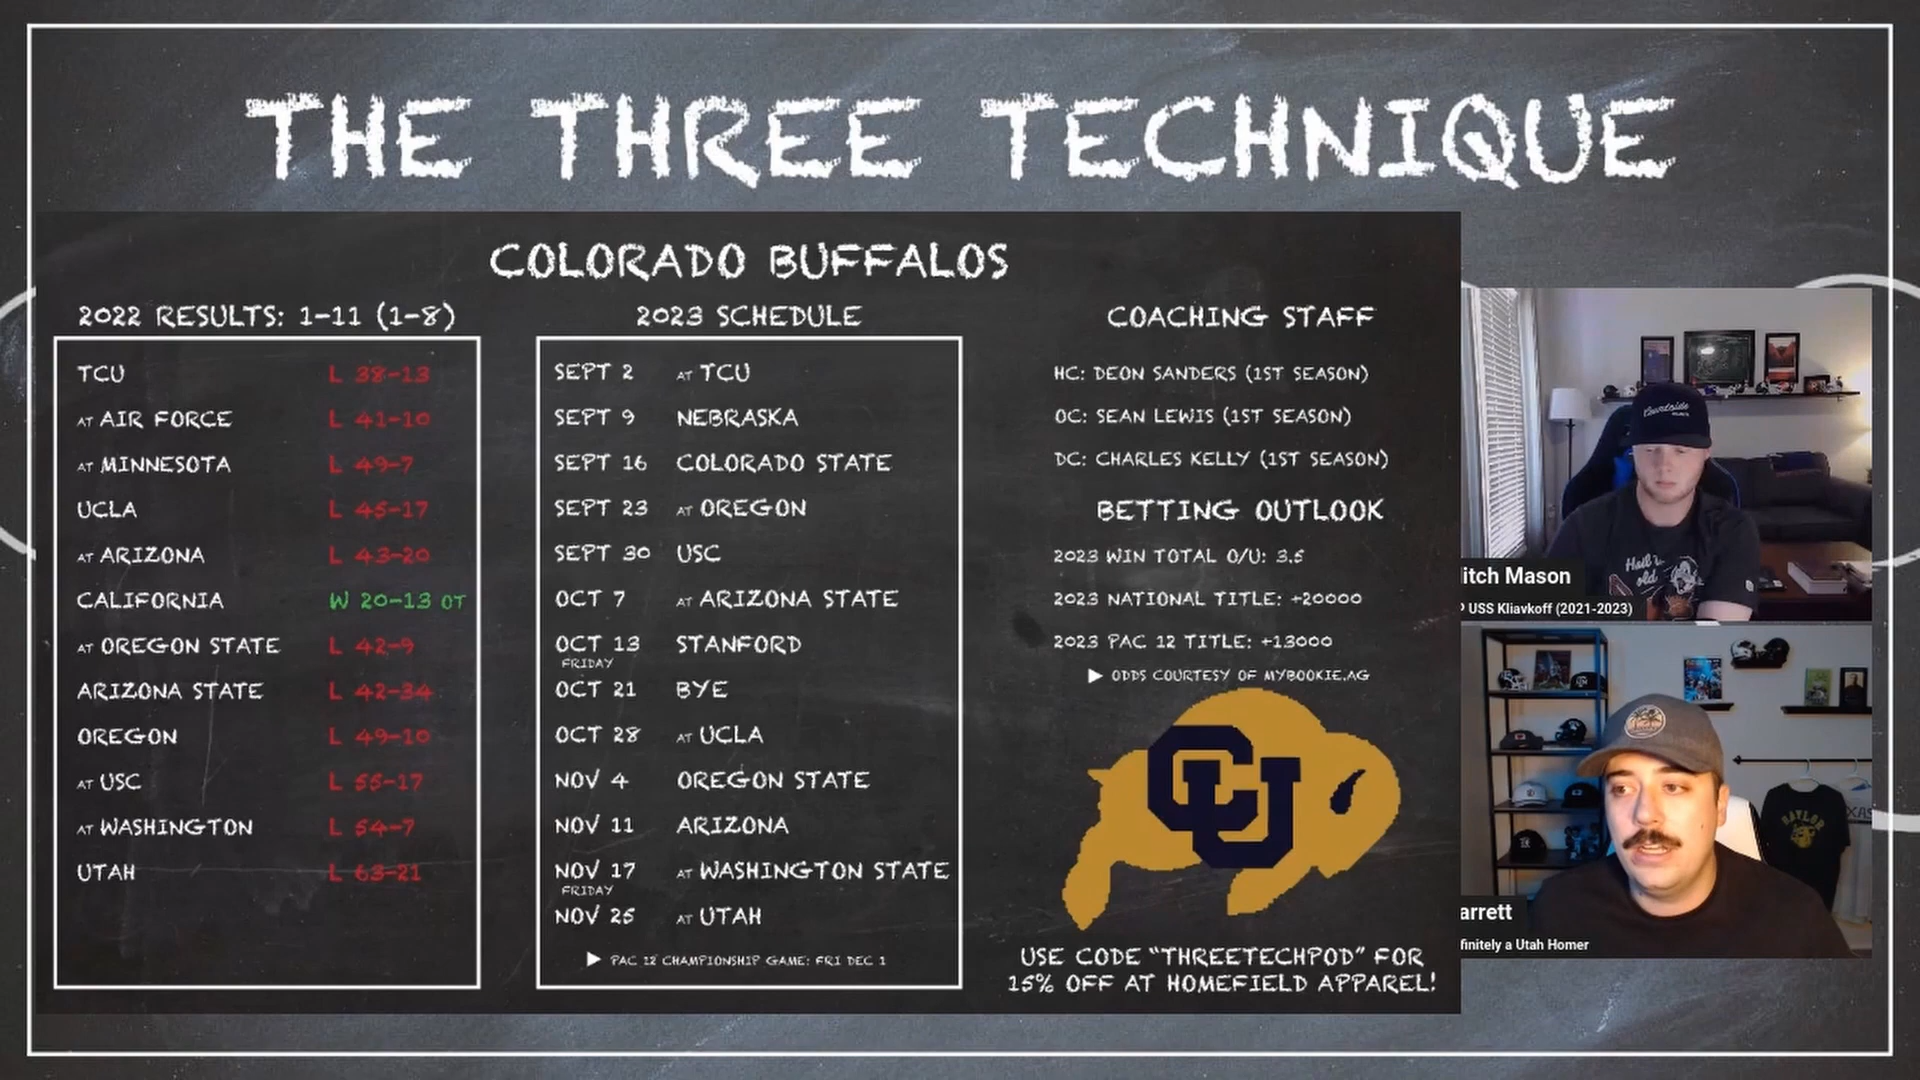 THE THREE TECHNIQUE
COLORADO BUFFALOS
2022 RESULTS: 1-11 (1-8)
TCU L 38-13
AT AIR FORCE L 41-10
AT MINNESOTA L 49-7
UCLA L 45-17
AT ARIZONA L 43-20
CALIFORNIA W 20-13 OT
AT OREGON STATE L 42-9
ARIZONA STATE L 42-34
OREGON L 49-10
AT USC L 55-17
AT WASHINGTON L 54-7
UTAH L 63-21
2023 SCHEDULE
SEPT 2 AT TCU
SEPT 9 NEBRASKA
SEPT 16 COLORADO STATE
SEPT 23 AT OREGON
SEPT 30 USC
OCT 7 AT ARIZONA STATE
OCT 13 STANFORD
FRIDAY
OCT 21 BYE
OCT 28 AT UCLA
NOV 4 OREGON STATE
NOV 11 ARIZONA
NOV 17 AT WASHINGTON STATE
FRIDAY
NOV 25 AT UTAH
PAC 12 CHAMPIONSHIP GAME: FRI DEC 1
COACHING STAFF
HC: DEON SANDERS (1ST SEASON)
OC: SEAN LEWIS (1ST SEASON)
DC: CHARLES KELLY (1ST SEASON)
BETTING OUTLOOK
2023 WIN TOTAL O/U: 3.5
2023 NATIONAL TITLE: +20000
2023 PAC 12 TITLE: +13000
ODDS COURTESY OF MYBOOKIE.AG
CU
USE CODE "THREETECHPOD" FOR
15% OFF AT HOMEFIELD APPAREL!
itch Mason
P USS Kliavkoff (2021-2023)
arrett
finitely a Utah Homer
BAYLOR